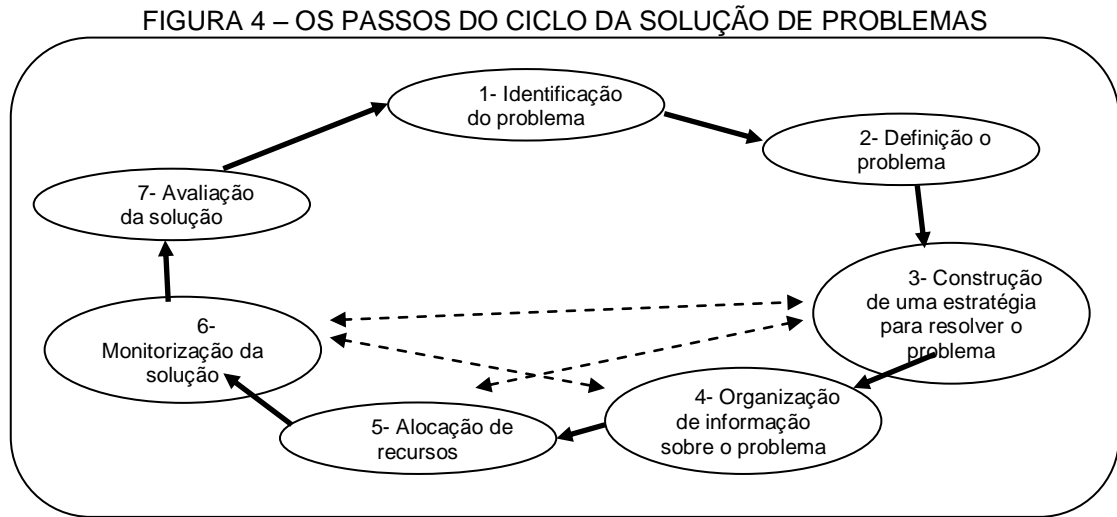 FIGURA 4 – OS PASSOS DO CICLO DA SOLUÇÃO DE PROBLEMAS
1- Identificação
do problema
2- Definição o
problema
3- Construção
de uma estratégia
para resolver o
problema
4- Organização
de informação
sobre o problema
5- Alocação de
recursos
6-
Monitorização da
solução
7- Avaliação
da solução